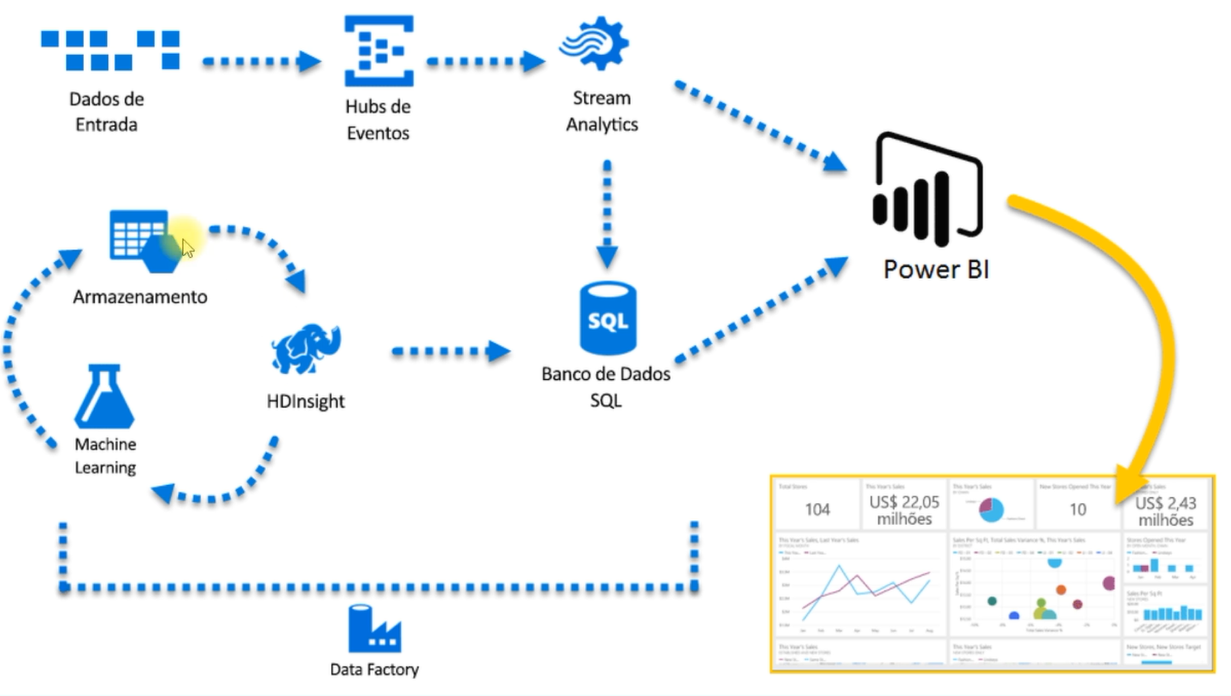 Dados de
Entrada
Hubs de
Eventos
Stream
Analytics
Power BI
Armazenamento
HDInsight
SQL
Banco de Dados
SQL
Machine
Learning
Data Factory
Total Stores
104
This Year's Sales
US$ 22,05
milhões
This Year's Sales
New Stores Opened This Year
10
Sales
US$ 2,43
milhões
This Year's Sales, Last Year's Sales
Sales Per Sq Ft, Total Sales Variance %, This Year's Sales
Stores Opened This Year
Sales Per Sq Ft
This Year's Sales
This Year's Sales
New Stores, New Stores Target